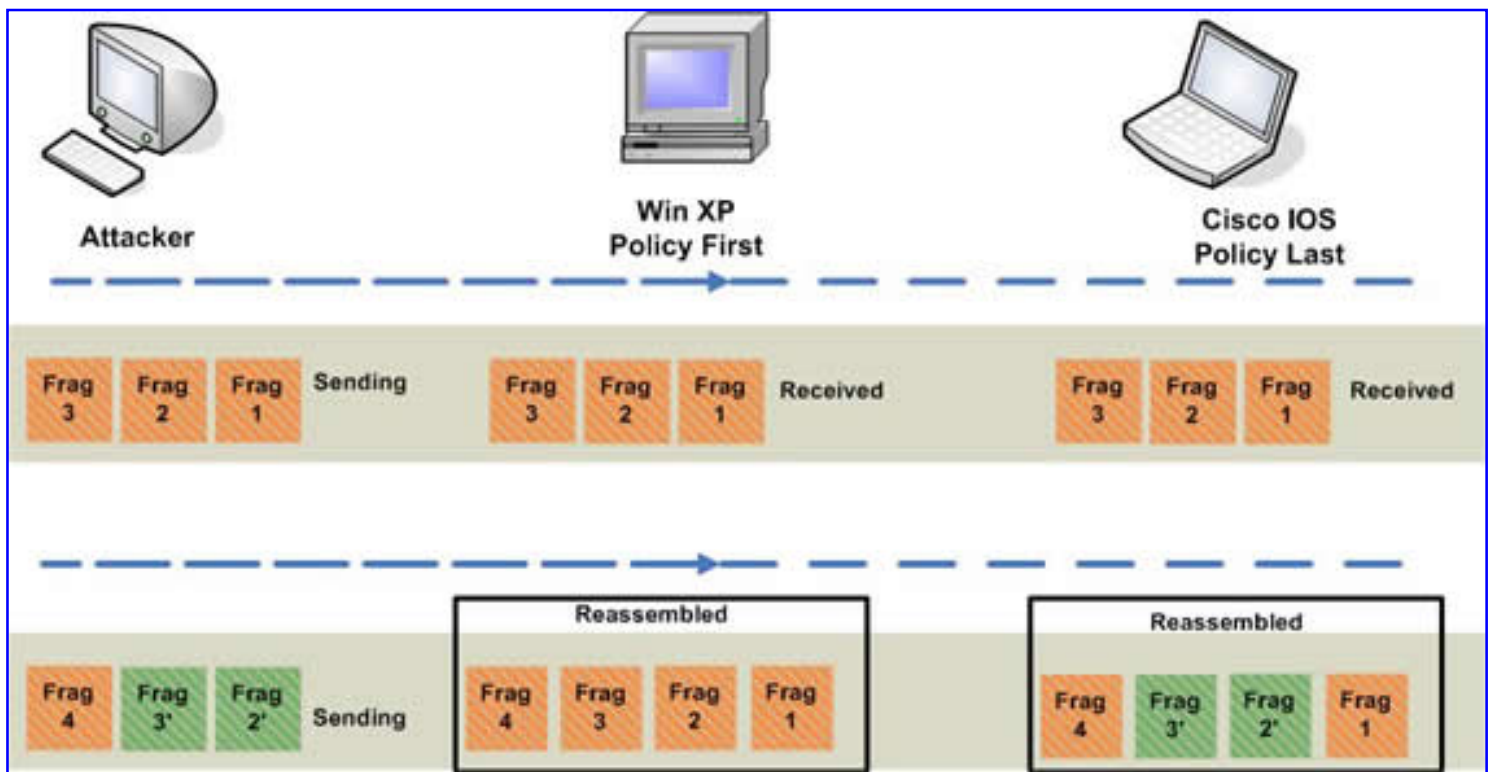 Attacker
Win XP
Policy First
Cisco IOS
Policy Last
Frag 3
Frag 2
Frag 1
Sending
Frag 3
Frag 2
Frag 1
Received
Frag 3
Frag 2
Frag 1
Received
Reassembled
Reassembled
Frag 4
Frag 3'
Frag 2'
Sending
Frag 4
Frag 3
Frag 2
Frag 1
Frag 4
Frag 3'
Frag 2'
Frag 1